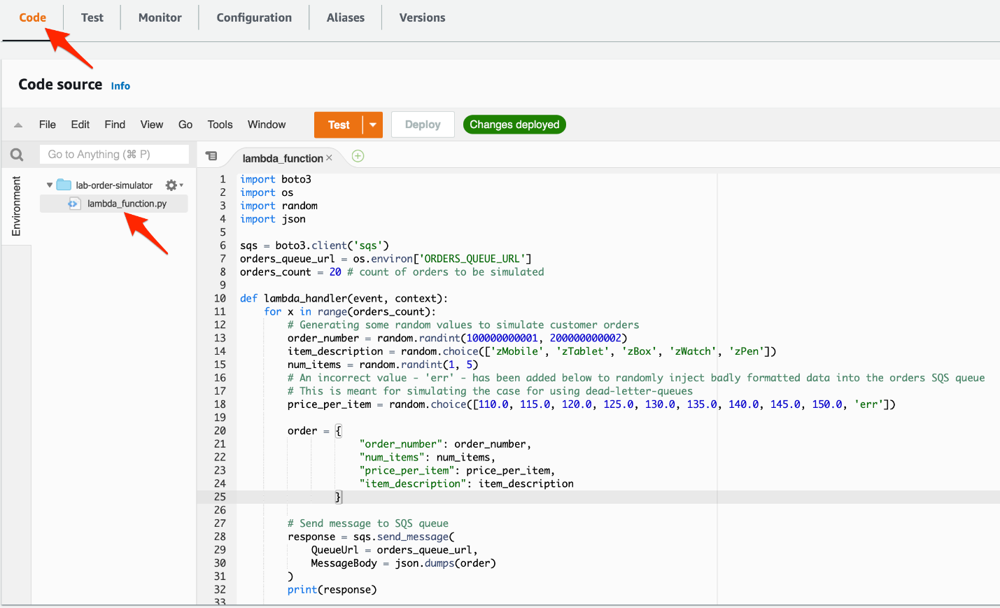 Code Test Monitor Configuration Aliases Versions
Code source Info
File Edit Find View Go Tools Window Test Deploy Changes deployed
Go to Anything (⌘ P)
lambda_function ×
Environment
lab-order-simulator
lambda_function.py
1 import boto3
2 import os
3 import random
4 import json
5
6 sqs = boto3.client('sqs')
7 orders_queue_url = os.environ['ORDERS_QUEUE_URL']
8 orders_count = 20 # count of orders to be simulated
9
10 def lambda_handler(event, context):
11     for x in range(orders_count):
12         # Generating some random values to simulate customer orders
13         order_number = random.randint(100000000001, 200000000002)
14         item_description = random.choice(['zMobile', 'zTablet', 'zBox', 'zWatch', 'zPen'])
15         num_items = random.randint(1, 5)
16         # An incorrect value - 'err' - has been added below to randomly inject badly formatted data into the orders SQS queue
17         # This is meant for simulating the case for using dead-letter-queues
18         price_per_item = random.choice([110.0, 115.0, 120.0, 125.0, 130.0, 135.0, 140.0, 145.0, 150.0, 'err'])
19
20         order = {
21                     "order_number": order_number,
22                     "num_items": num_items,
23                     "price_per_item": price_per_item,
24                     "item_description": item_description
25                 }
26
27         # Send message to SQS queue
28         response = sqs.send_message(
29             QueueUrl = orders_queue_url,
30             MessageBody = json.dumps(order)
31         )
32         print(response)
33